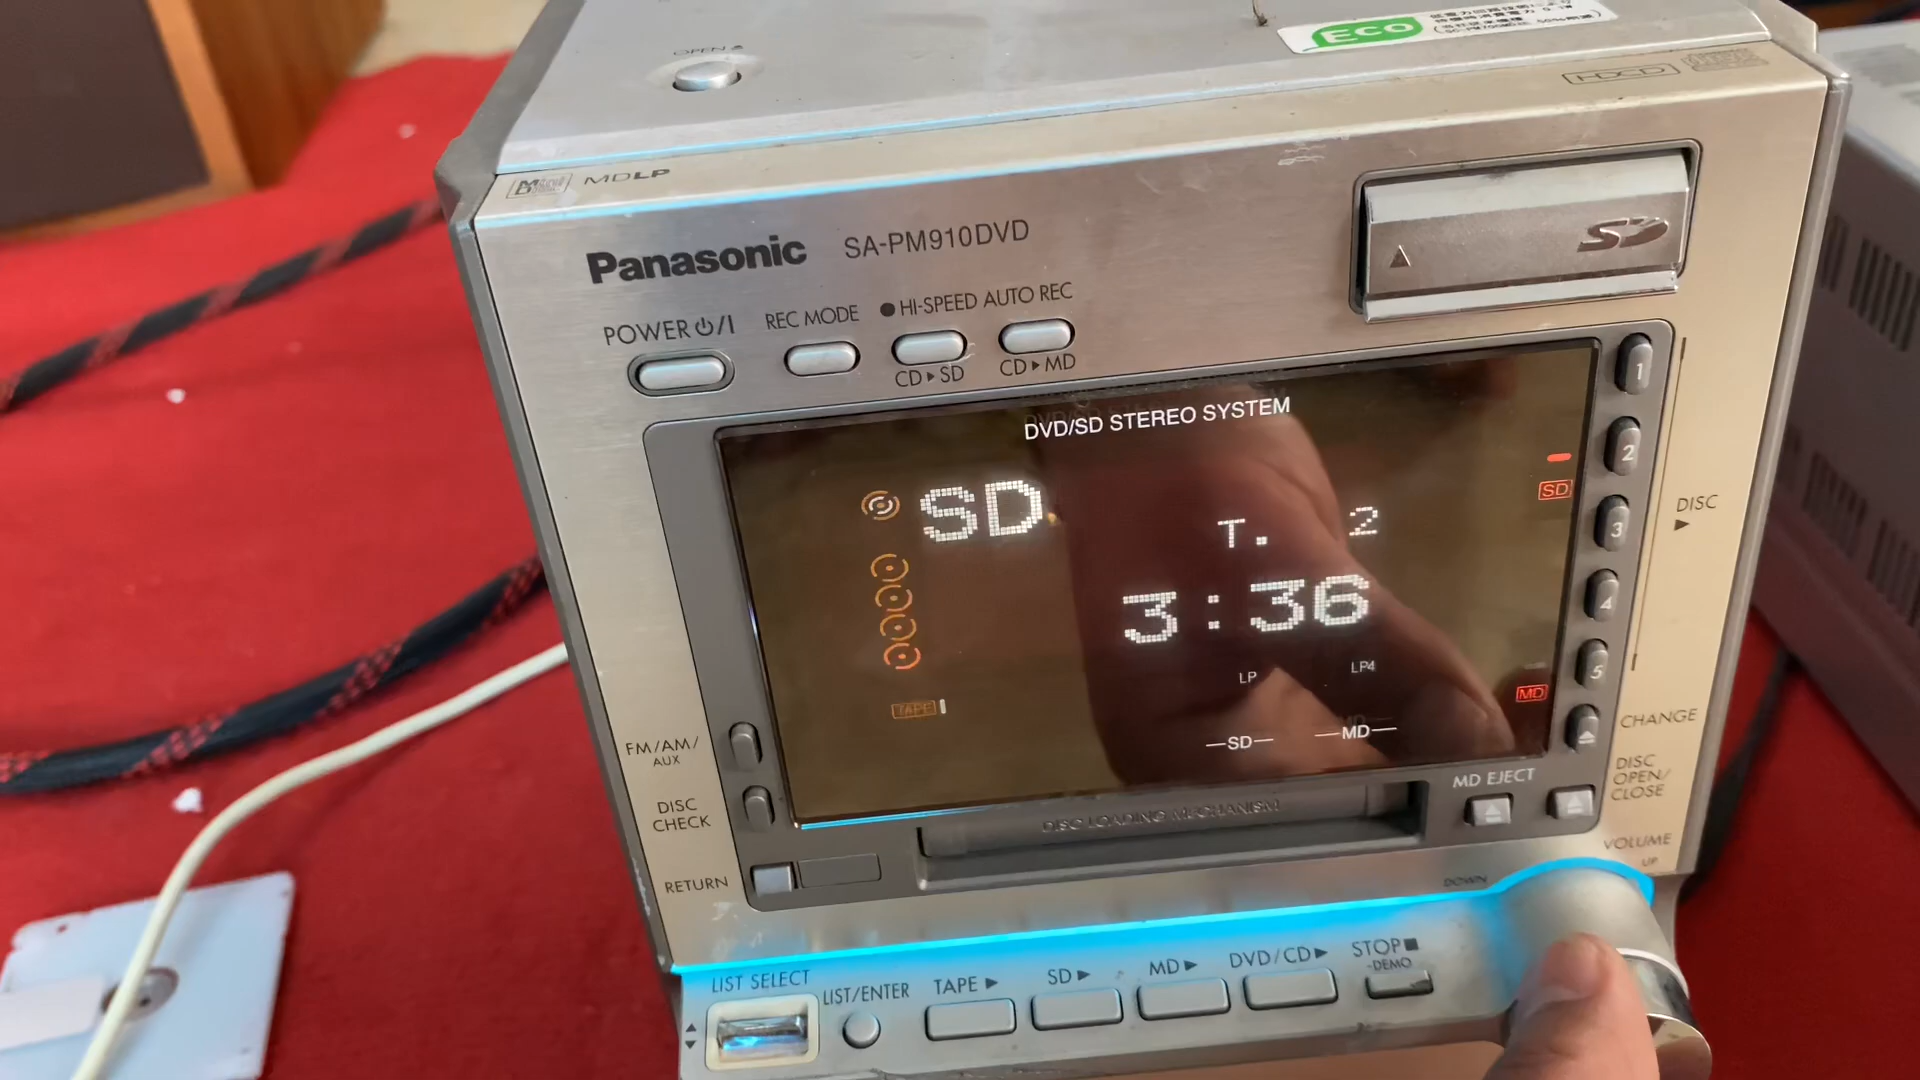 OPEN ▲
Eco
HDCD
MDLP
SD
Panasonic SA-PM910DVD
POWER ⏻/I
REC MODE
● HI-SPEED AUTO REC
CD ▶ SD
CD ▶ MD
DVD/SD STEREO SYSTEM
1
2
3
4
5
DISC ▶
SD
T. 2
SD
3:36
LP LP4
MD
TAPE
—SD— —MD—
FM/AM/
AUX
DISC
CHECK
RETURN
CHANGE
DISC
OPEN/
CLOSE
MD EJECT
DISC LOADING MECHANISM
VOLUME
UP
DOWN
LIST SELECT
LIST/ENTER
TAPE ▶
SD ▶
MD ▶
DVD/CD ▶
STOP ■
-DEMO